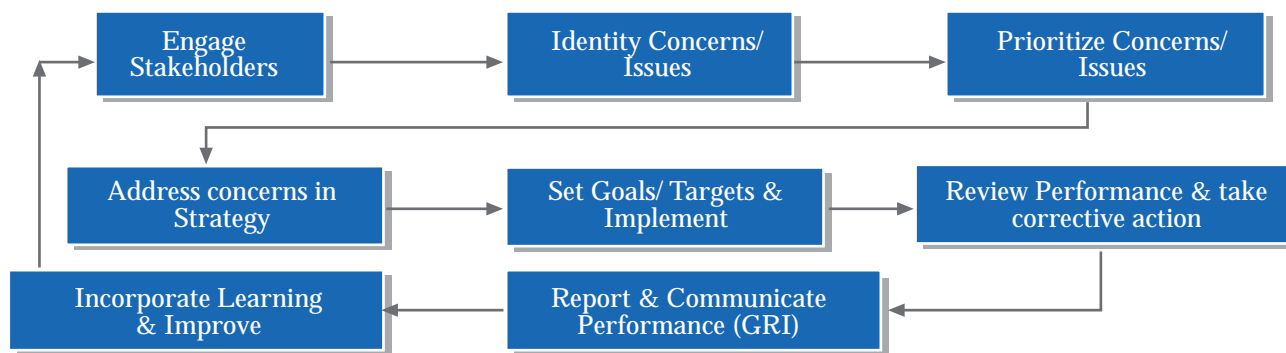 Engage
Stakeholders
Identity Concerns/
Issues
Prioritize Concerns/
Issues
Address concerns in
Strategy
Set Goals/ Targets &
Implement
Review Performance & take
corrective action
Incorporate Learning
& Improve
Report & Communicate
Performance (GRI)